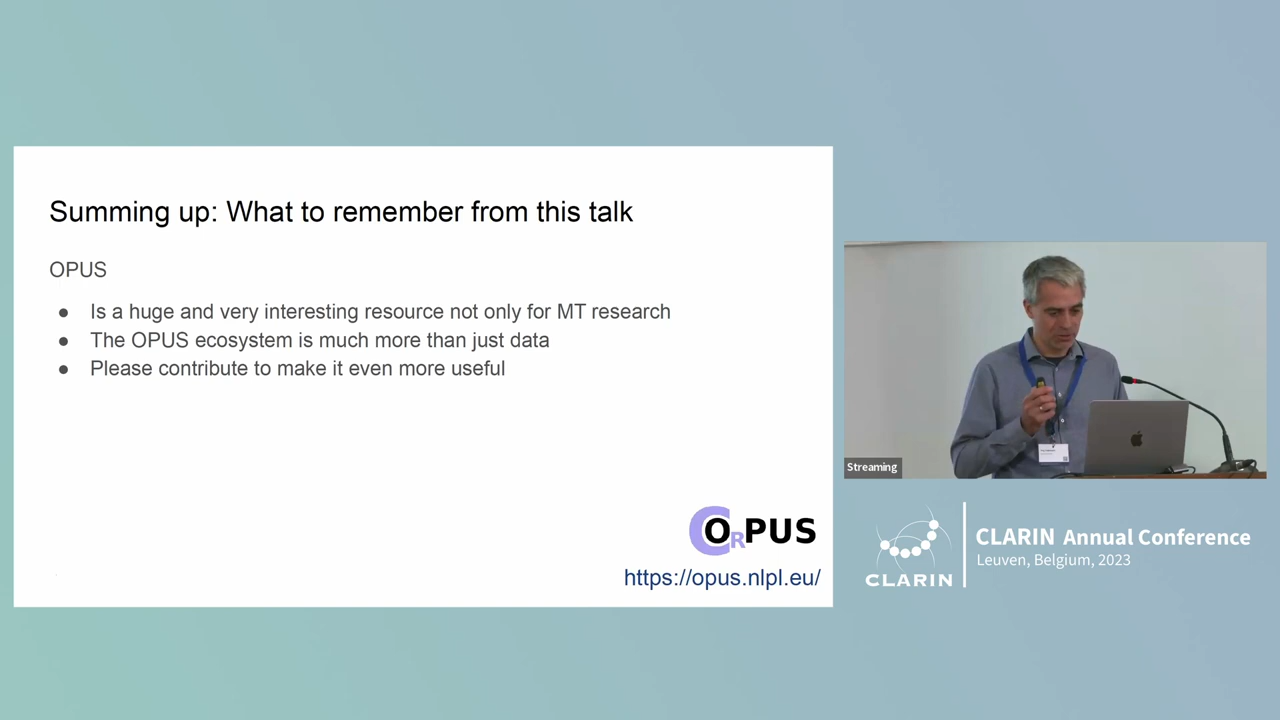 Summing up: What to remember from this talk
OPUS
● Is a huge and very interesting resource not only for MT research
● The OPUS ecosystem is much more than just data
● Please contribute to make it even more useful
CORPUS
https://opus.nlpl.eu/
Streaming
CLARIN
CLARIN Annual Conference
Leuven, Belgium, 2023